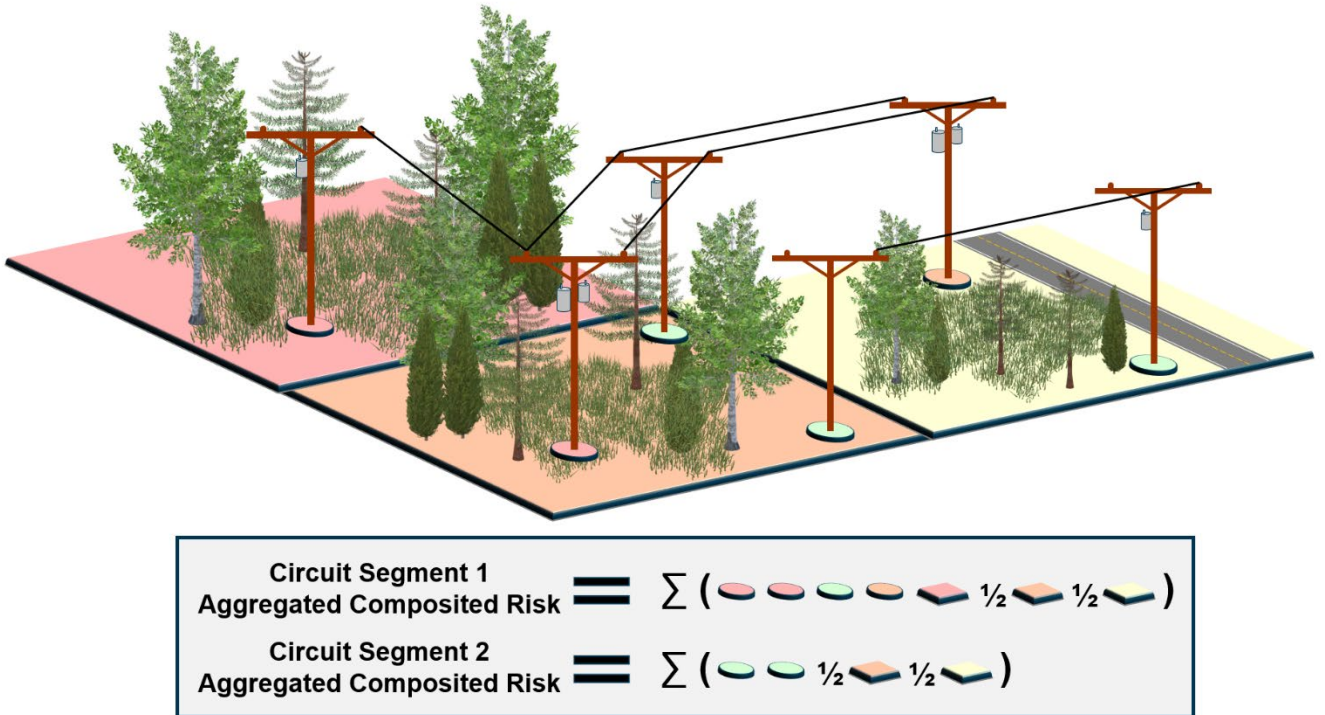 Circuit Segment 1
Aggregated Composited Risk = ∑ ( ½ ½ )
Circuit Segment 2
Aggregated Composited Risk = ∑ ( ½ ½ )